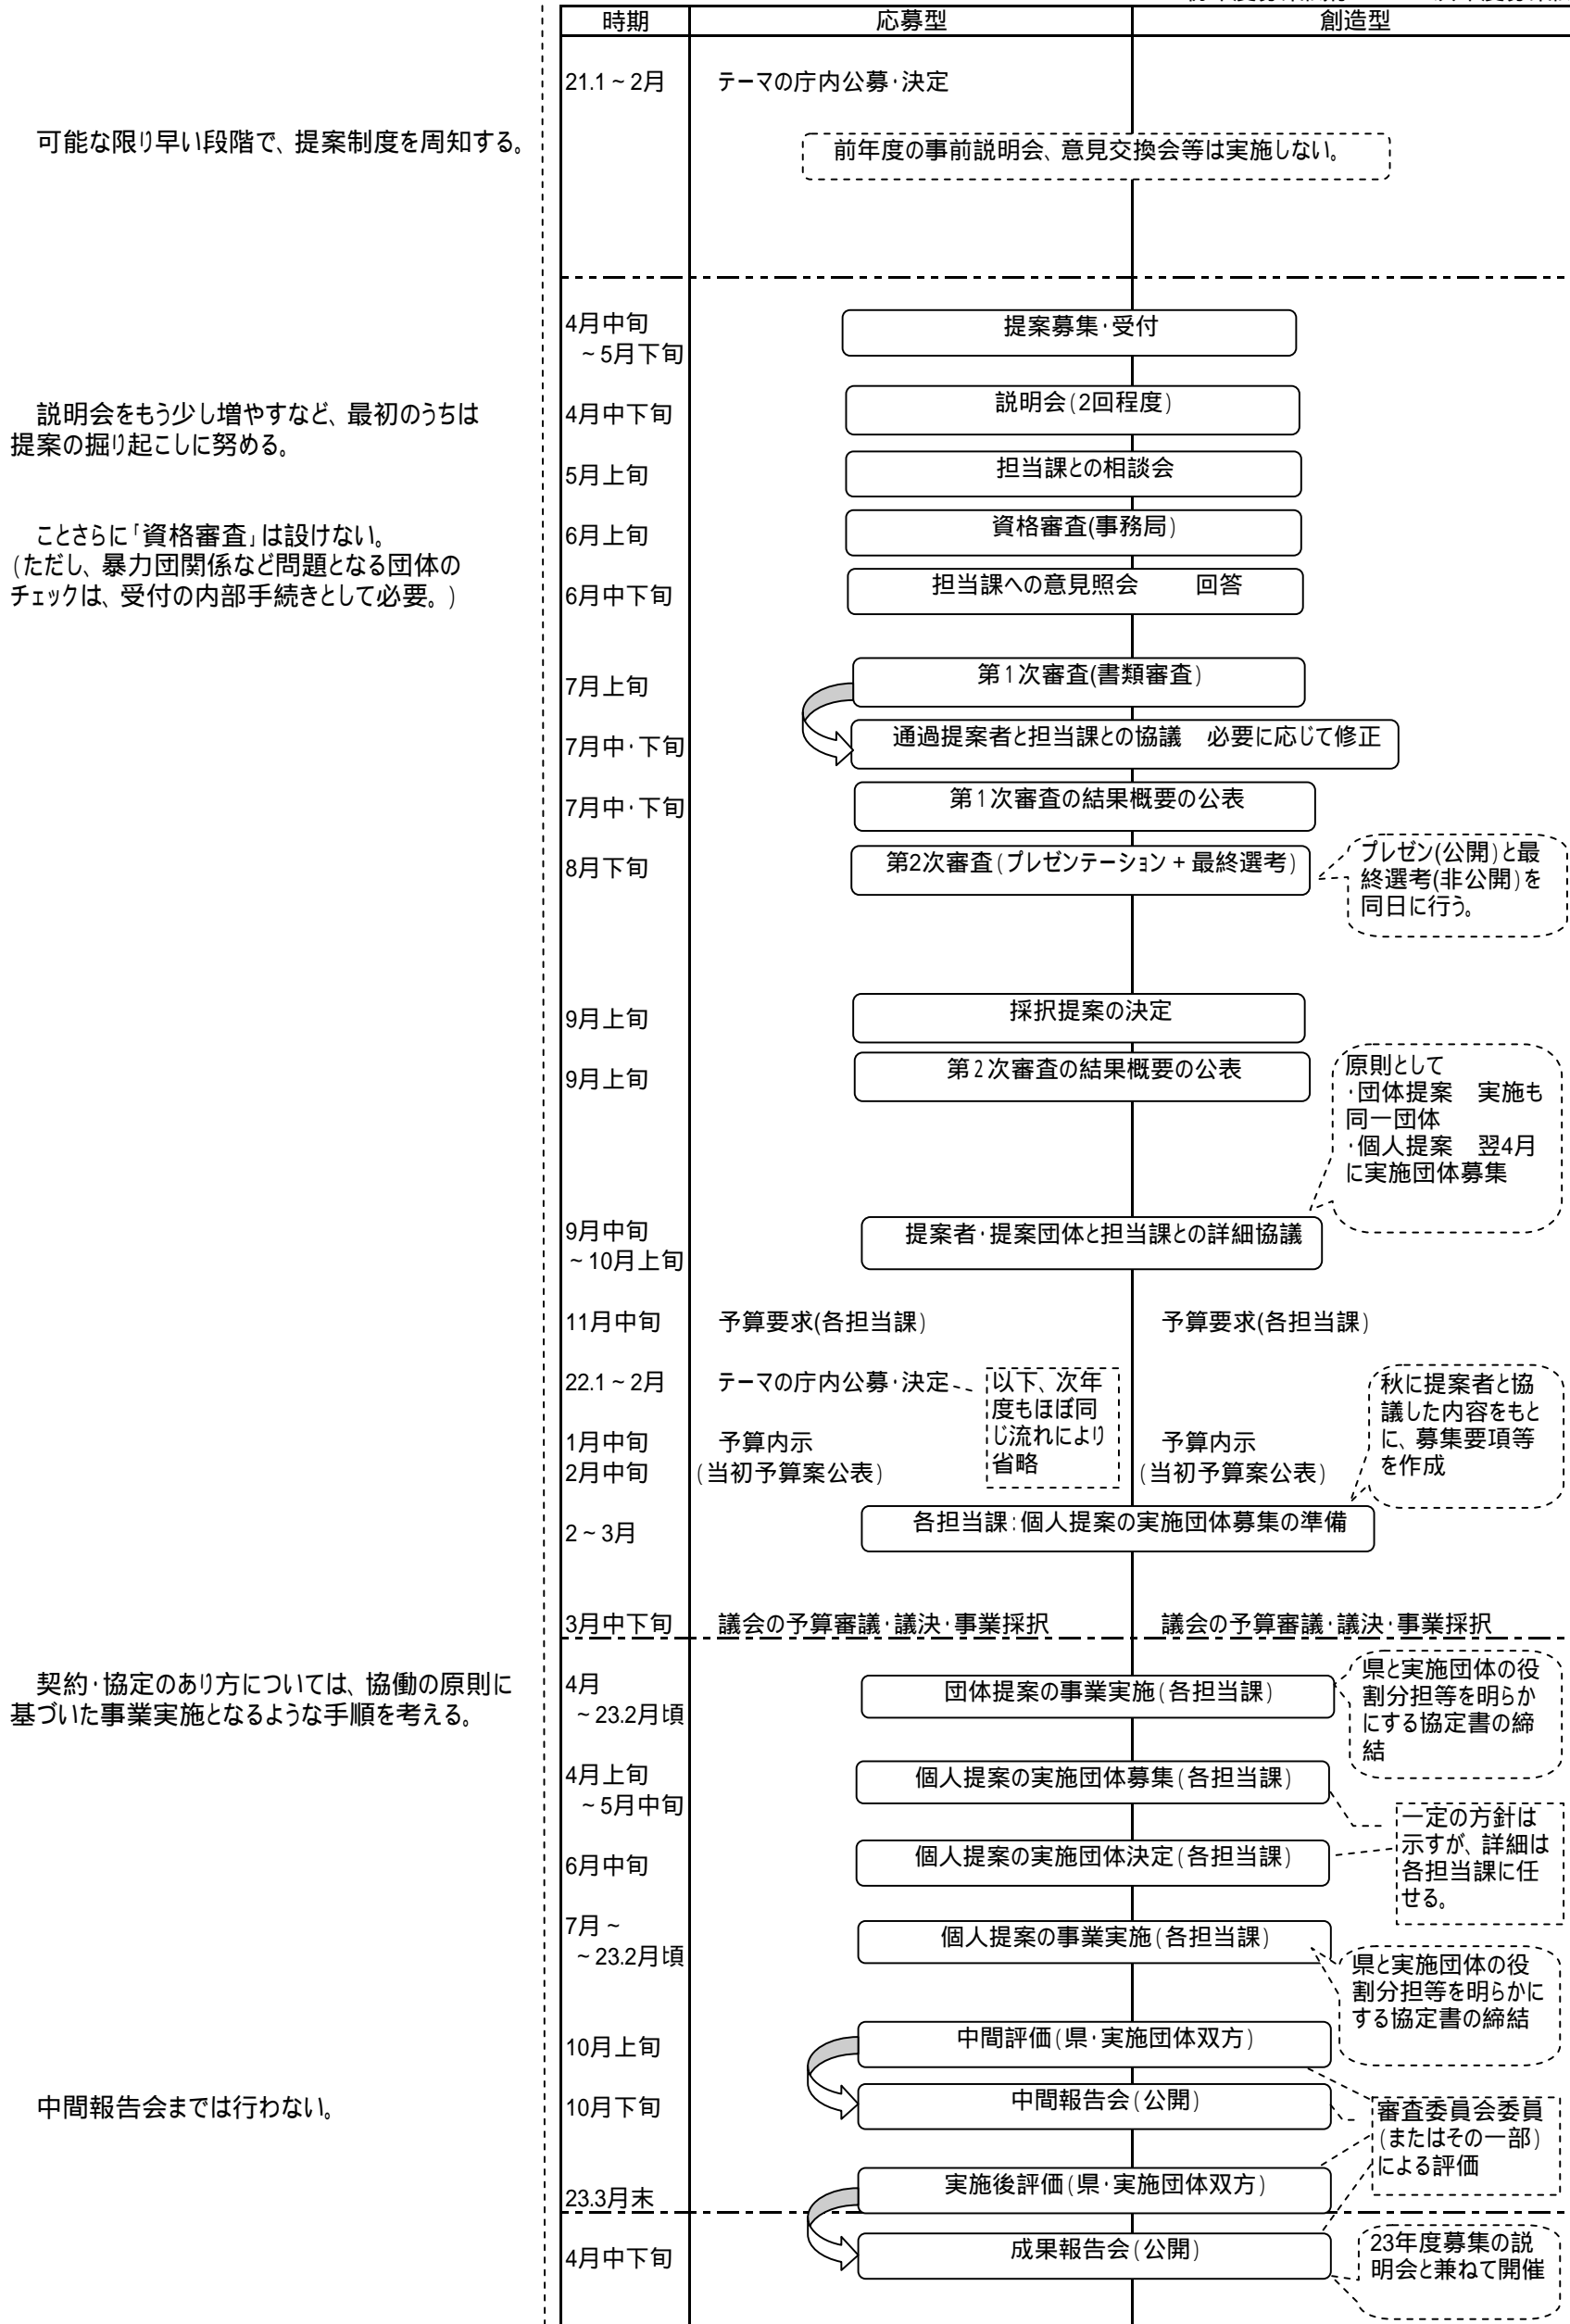 時期 応募型 創造型
21.1～2月 テーマの庁内公募・決定
可能な限り早い段階で、提案制度を周知する。
前年度の事前説明会、意見交換会等は実施しない。
4月中旬
～5月下旬
提案募集・受付
説明会をもう少し増やすなど、最初のうちは
提案の掘り起こしに努める。
4月中下旬 説明会(2回程度)
5月上旬 担当課との相談会
ことさらに「資格審査」は設けない。
(ただし、暴力団関係など問題となる団体の
チェックは、受付の内部手続きとして必要。)
6月上旬 資格審査(事務局)
6月中下旬 担当課への意見照会　　回答
7月上旬 第1次審査(書類審査)
7月中・下旬 通過提案者と担当課との協議　必要に応じて修正
7月中・下旬 第1次審査の結果概要の公表
8月下旬 第2次審査(プレゼンテーション+最終選考)
プレゼン(公開)と最
終選考(非公開)を
同日に行う。
9月上旬 採択提案の決定
9月上旬 第2次審査の結果概要の公表
原則として
・団体提案　実施も
同一団体
・個人提案　翌4月
に実施団体募集
9月中旬
～10月上旬
提案者・提案団体と担当課との詳細協議
11月中旬 予算要求(各担当課) 予算要求(各担当課)
22.1～2月 テーマの庁内公募・決定
以下、次年
度もほぼ同
じ流れにより
省略
秋に提案者と協
議した内容をもと
に、募集要項等
を作成
1月中旬 予算内示 予算内示
2月中旬 (当初予算案公表) (当初予算案公表)
2～3月 各担当課:個人提案の実施団体募集の準備
3月中下旬 議会の予算審議・議決・事業採択 議会の予算審議・議決・事業採択
契約・協定のあり方については、協働の原則に
基づいた事業実施となるような手順を考える。
4月
～23.2月頃
団体提案の事業実施(各担当課)
県と実施団体の役
割分担等を明らか
にする協定書の締
結
4月上旬
～5月中旬
個人提案の実施団体募集(各担当課)
一定の方針は
示すが、詳細は
各担当課に任
せる。
6月中旬 個人提案の実施団体決定(各担当課)
7月～
～23.2月頃
個人提案の事業実施(各担当課)
県と実施団体の役
割分担等を明らかに
する協定書の締結
10月上旬 中間評価(県・実施団体双方)
中間報告会までは行わない。
10月下旬 中間報告会(公開)
審査委員会委員
(またはその一部)
による評価
23.3月末 実施後評価(県・実施団体双方)
4月中下旬 成果報告会(公開)
23年度募集の説
明会と兼ねて開催